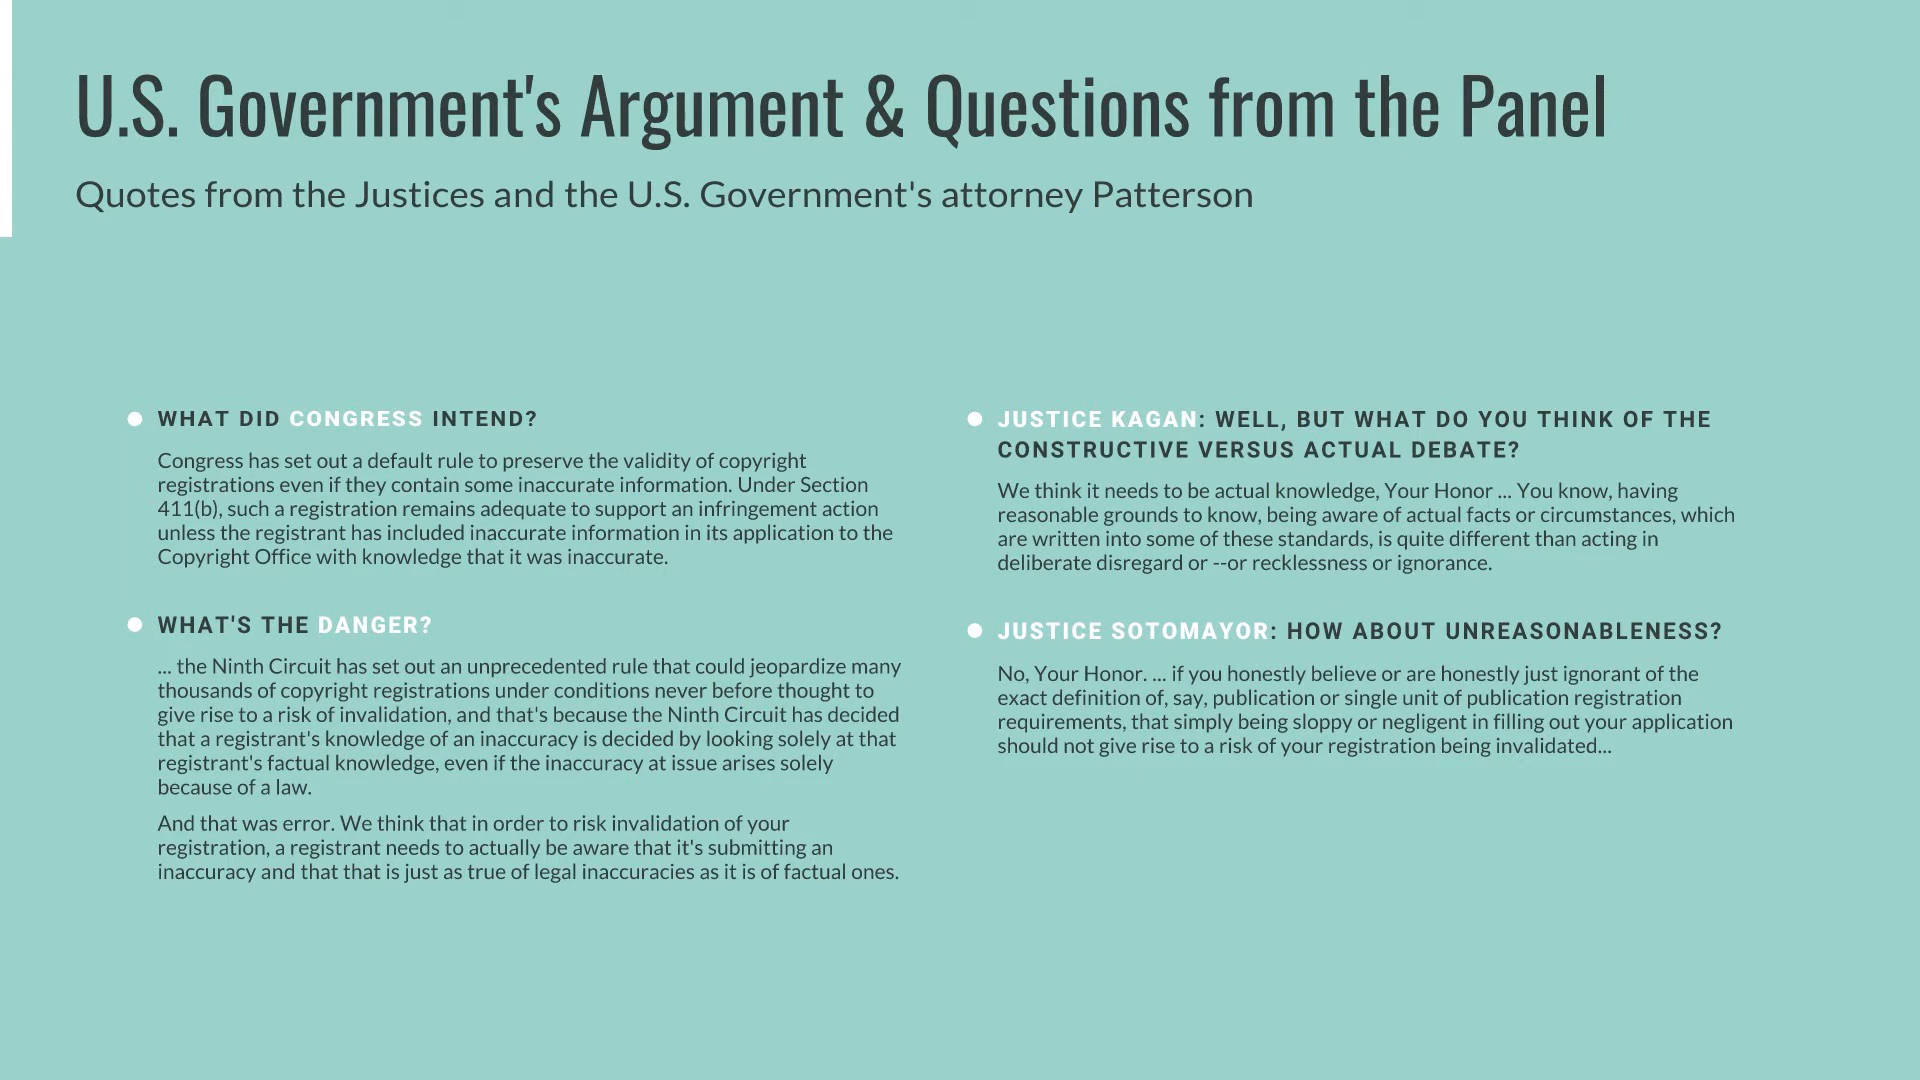 U.S. Government's Argument & Questions from the Panel
Quotes from the Justices and the U.S. Government's attorney Patterson
WHAT DID CONGRESS INTEND?
Congress has set out a default rule to preserve the validity of copyright
registrations even if they contain some inaccurate information. Under Section
411(b), such a registration remains adequate to support an infringement action
unless the registrant has included inaccurate information in its application to the
Copyright Office with knowledge that it was inaccurate.
WHAT'S THE DANGER?
... the Ninth Circuit has set out an unprecedented rule that could jeopardize many
thousands of copyright registrations under conditions never before thought to
give rise to a risk of invalidation, and that's because the Ninth Circuit has decided
that a registrant's knowledge of an inaccuracy is decided by looking solely at that
registrant's factual knowledge, even if the inaccuracy at issue arises solely
because of a law.
And that was error. We think that in order to risk invalidation of your
registration, a registrant needs to actually be aware that it's submitting an
inaccuracy and that that is just as true of legal inaccuracies as it is of factual ones.
JUSTICE KAGAN: WELL, BUT WHAT DO YOU THINK OF THE
CONSTRUCTIVE VERSUS ACTUAL DEBATE?
We think it needs to be actual knowledge, Your Honor ... You know, having
reasonable grounds to know, being aware of actual facts or circumstances, which
are written into some of these standards, is quite different than acting in
deliberate disregard or --or recklessness or ignorance.
JUSTICE SOTOMAYOR: HOW ABOUT UNREASONABLENESS?
No, Your Honor. ... if you honestly believe or are honestly just ignorant of the
exact definition of, say, publication or single unit of publication registration
requirements, that simply being sloppy or negligent in filling out your application
should not give rise to a risk of your registration being invalidated...